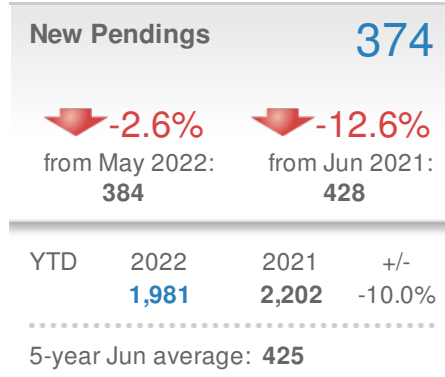 New Pendings 374
-2.6% -12.6%
from May 2022: from Jun 2021:
384 428
YTD 2022 2021 +/-
1,981 2,202 -10.0%
5-year Jun average: 425